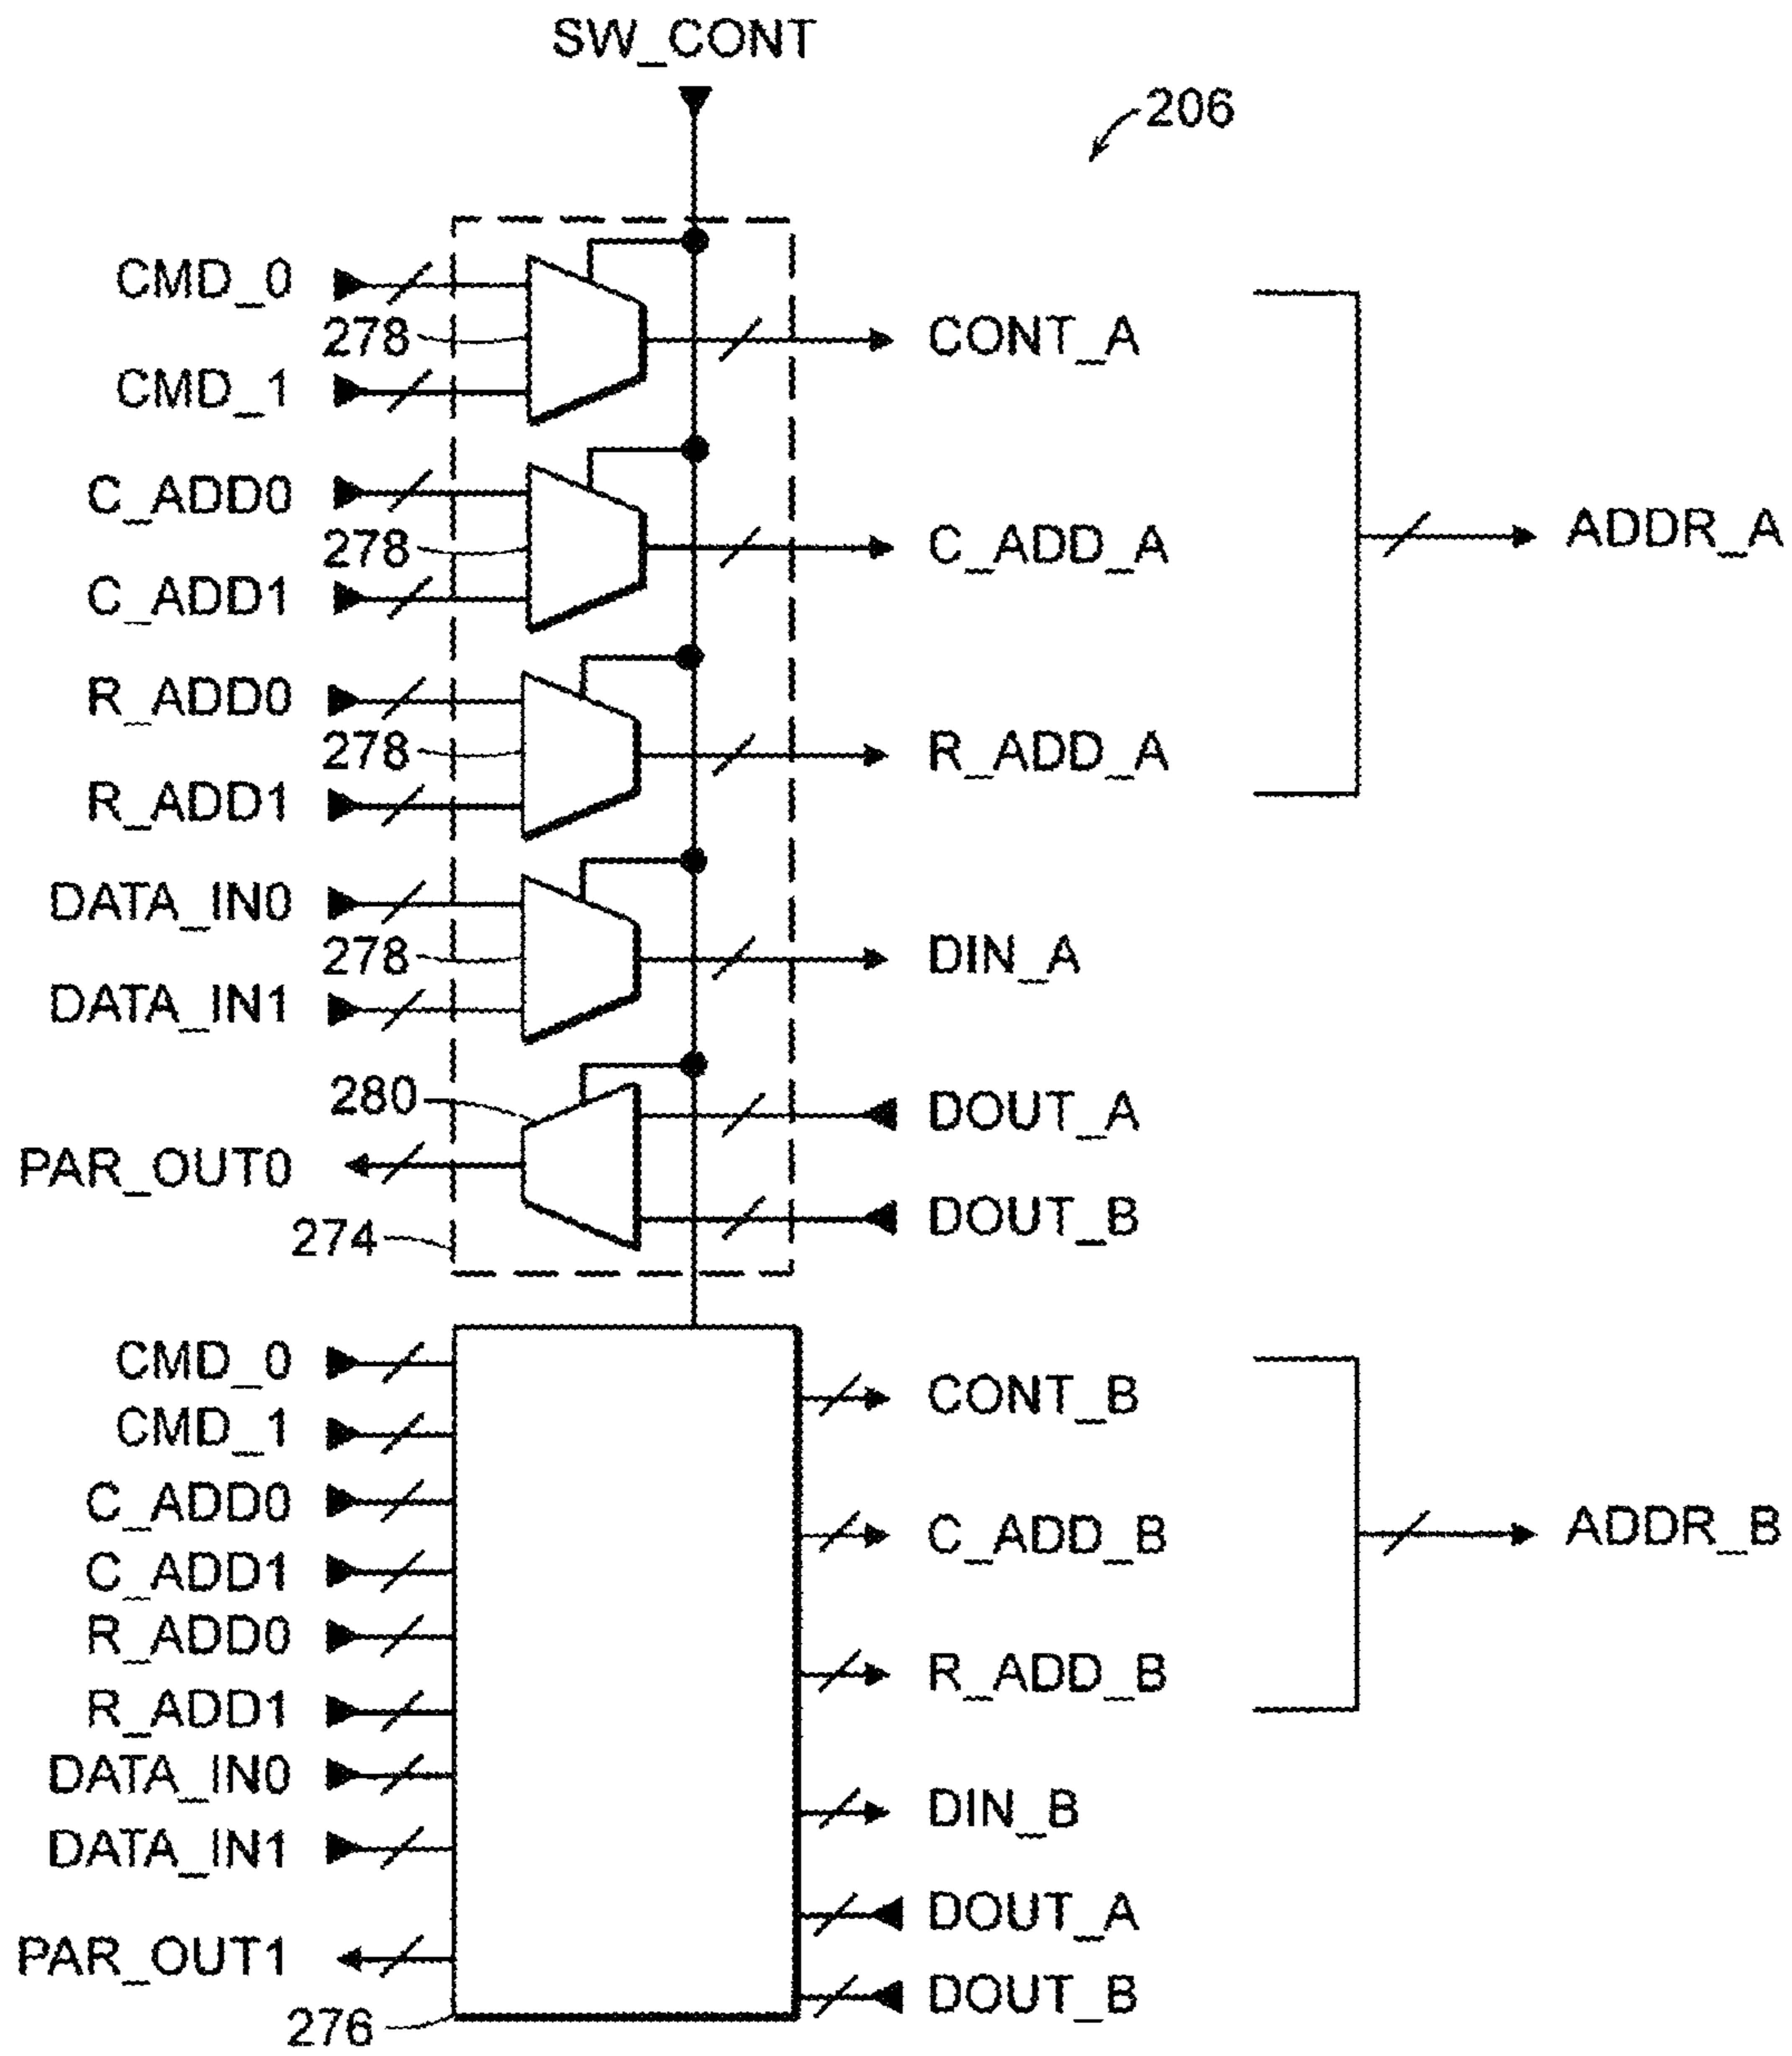 SW_CONT
206
CMD_0
278
CMD_1
CONT_A
C_ADD0
278
C_ADD1
C_ADD_A
ADDR_A
R_ADD0
278
R_ADD1
R_ADD_A
DATA_IN0
278
DATA_IN1
DIN_A
280
DOUT_A
PAR_OUT0
DOUT_B
274
CMD_0
CMD_1
CONT_B
C_ADD0
C_ADD1
C_ADD_B
ADDR_B
R_ADD0
R_ADD1
R_ADD_B
DATA_IN0
DATA_IN1
DIN_B
DOUT_A
PAR_OUT1
DOUT_B
276